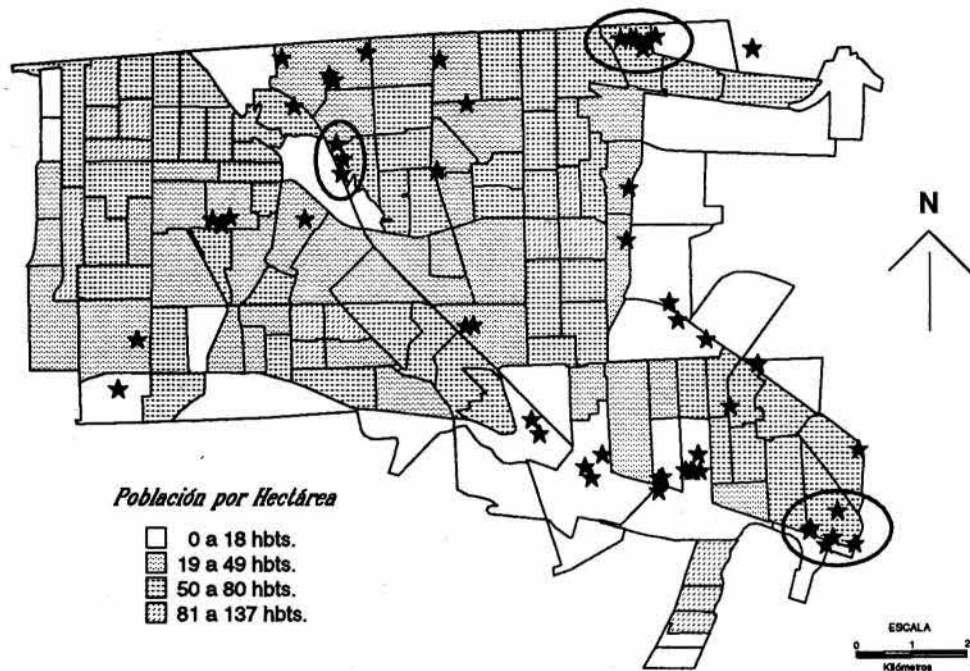 N
Población por Hectárea
0 a 18 hbts.
19 a 49 hbts.
50 a 80 hbts.
81 a 137 hbts.
ESCALA
0 1 2
Kilómetros